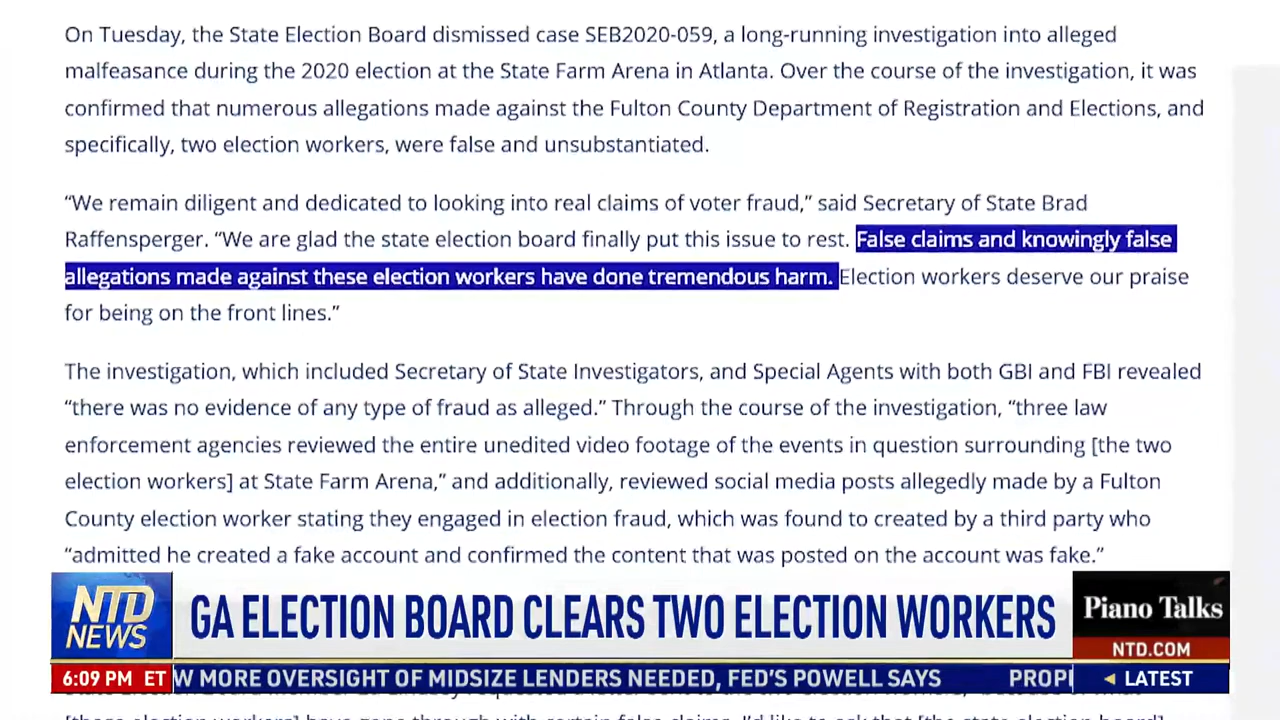 On Tuesday, the State Election Board dismissed case SEB2020-059, a long-running investigation into alleged
malfeasance during the 2020 election at the State Farm Arena in Atlanta. Over the course of the investigation, it was
confirmed that numerous allegations made against the Fulton County Department of Registration and Elections, and
specifically, two election workers, were false and unsubstantiated.
“We remain diligent and dedicated to looking into real claims of voter fraud,” said Secretary of State Brad
Raffensperger. “We are glad the state election board finally put this issue to rest. False claims and knowingly false
allegations made against these election workers have done tremendous harm. Election workers deserve our praise
for being on the front lines.”
The investigation, which included Secretary of State Investigators, and Special Agents with both GBI and FBI revealed
“there was no evidence of any type of fraud as alleged.” Through the course of the investigation, “three law
enforcement agencies reviewed the entire unedited video footage of the events in question surrounding [the two
election workers] at State Farm Arena,” and additionally, reviewed social media posts allegedly made by a Fulton
County election worker stating they engaged in election fraud, which was found to created by a third party who
“admitted he created a fake account and confirmed the content that was posted on the account was fake.”
NTD
NEWS
GA ELECTION BOARD CLEARS TWO ELECTION WORKERS
Piano Talks
NTD.COM
6:09 PM ET
W MORE OVERSIGHT OF MIDSIZE LENDERS NEEDED, FED'S POWELL SAYS
PROP
LATEST